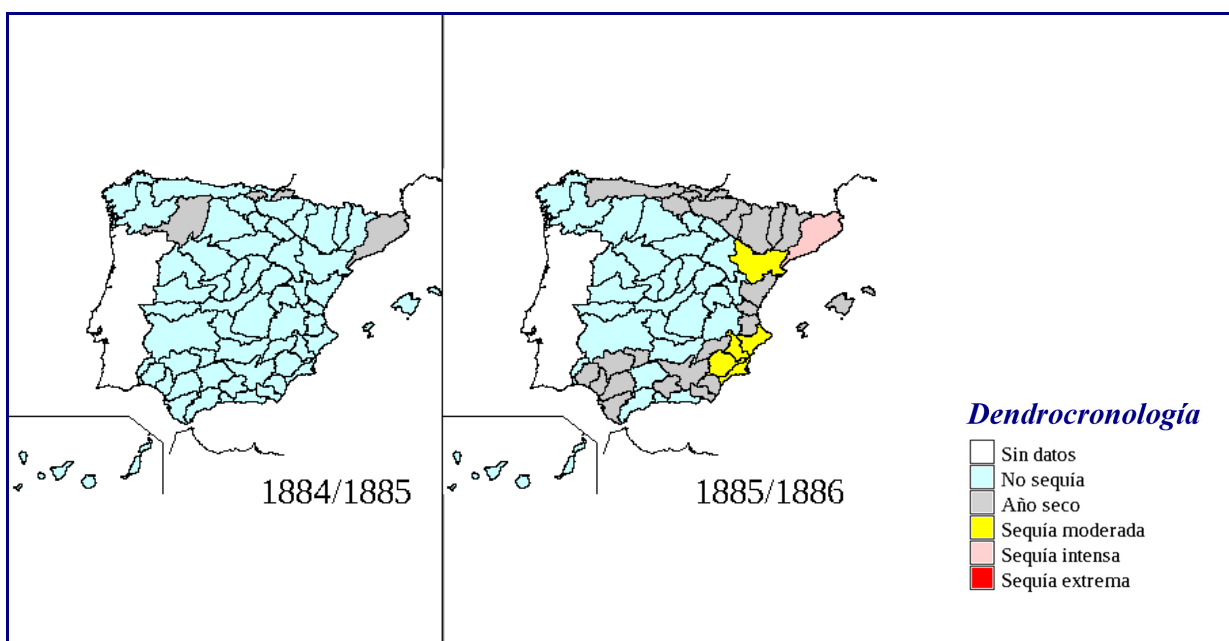 1884/1885
1885/1886
Dendrocronología
Sin datos
No sequía
Año seco
Sequía moderada
Sequía intensa
Sequía extrema